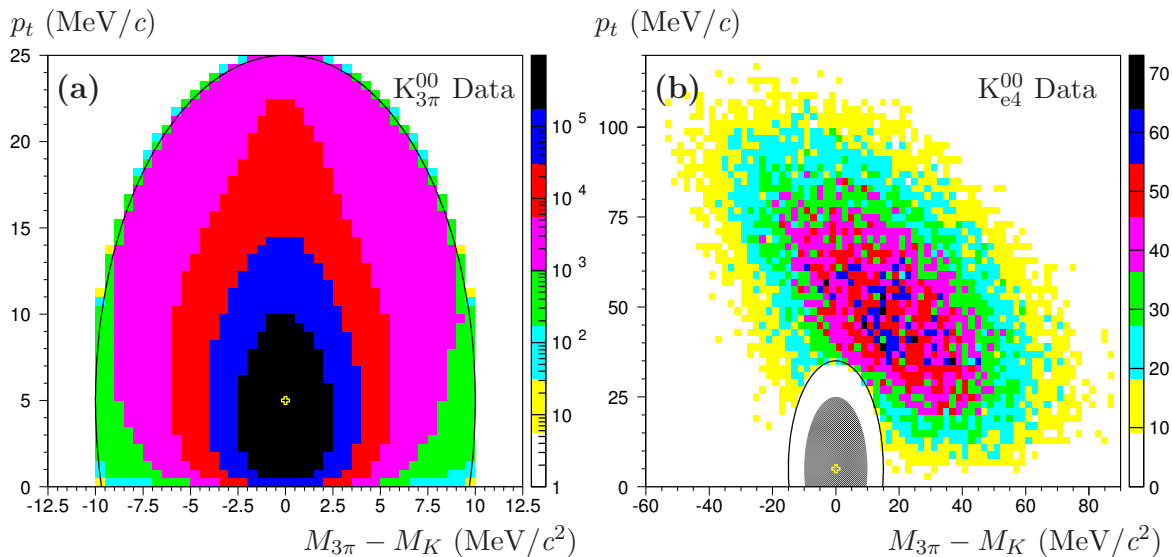 p_t (MeV/c)
25
20
15
10
5
0
(a)
K^{00}_{3π} Data
10^5
10^4
10^3
10^2
10
1
-12.5 -10 -7.5 -5 -2.5 0 2.5 5 7.5 10 12.5
M_{3π} − M_K (MeV/c^2)
p_t (MeV/c)
100
75
50
25
0
(b)
K^{00}_{e4} Data
70
60
50
40
30
20
10
0
-60 -40 -20 0 20 40 60 80
M_{3π} − M_K (MeV/c^2)